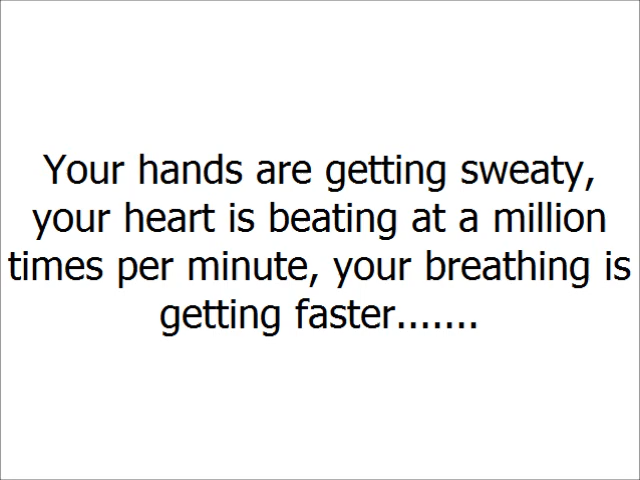 Your hands are getting sweaty,
your heart is beating at a million
times per minute, your breathing is
getting faster.......